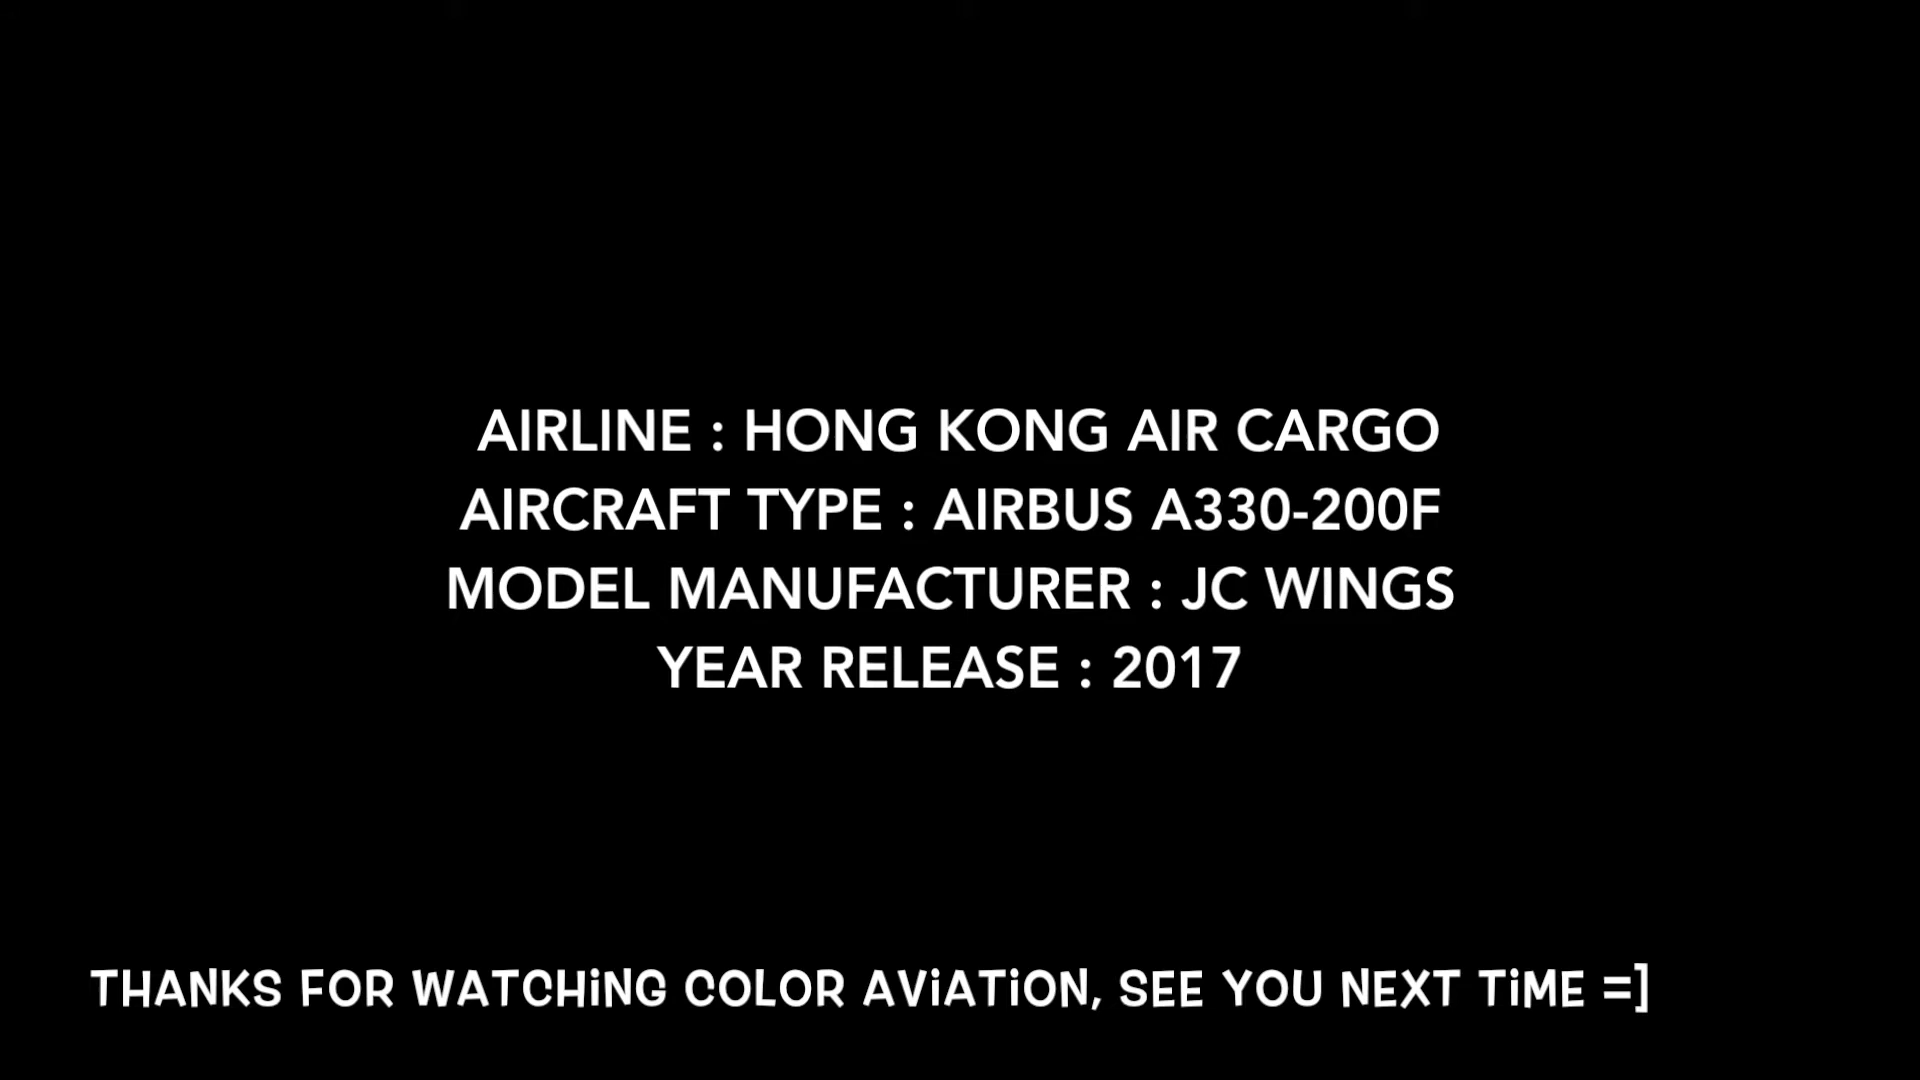 AIRLINE : HONG KONG AIR CARGO
AIRCRAFT TYPE : AIRBUS A330-200F
MODEL MANUFACTURER : JC WINGS
YEAR RELEASE : 2017
THANKS FOR WATCHiNG COLOR AViATiON, SEE YOU NEXT TiME =]